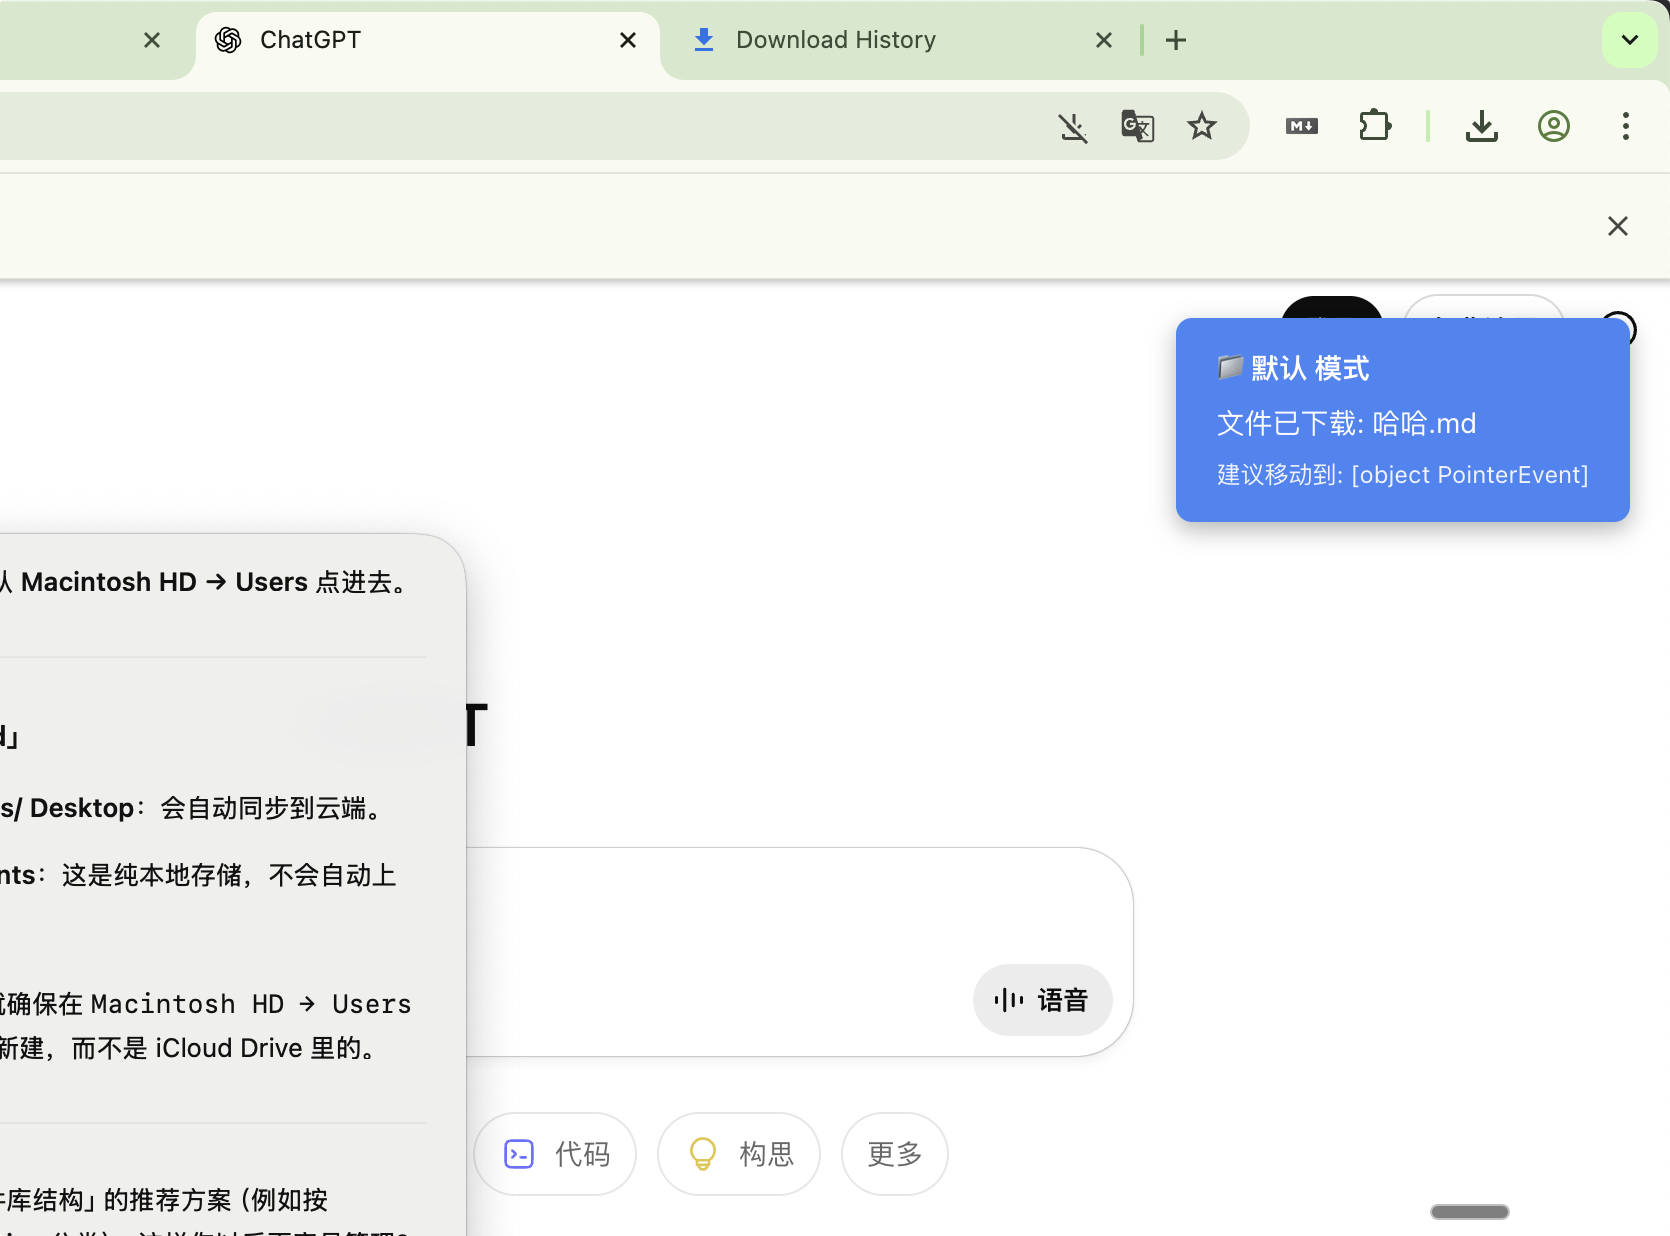 ChatGPT
Download History
M
默认 模式
文件已下载: 哈哈.md
建议移动到: [object PointerEvent]
Macintosh HD → Users 点进去。
T
d」
s/ Desktop：会自动同步到云端。
nts：这是纯本地存储，不会自动上
确保在 Macintosh HD → Users
新建，而不是 iCloud Drive 里的。
语音
代码
构思
更多
库结构」的推荐方案（例如按